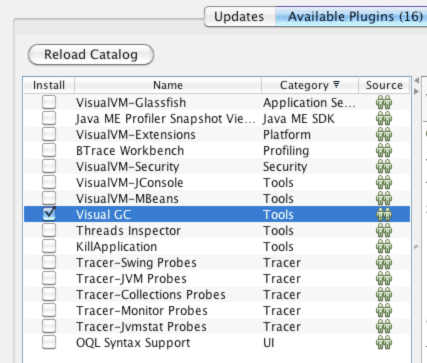 Updates Available Plugins (16)
Reload Catalog
Install Name Category Source
VisualVM-Glassfish Application Se...
Java ME Profiler Snapshot Vie... Java ME SDK
VisualVM-Extensions Platform
BTrace Workbench Profiling
VisualVM-Security Security
VisualVM-JConsole Tools
VisualVM-MBeans Tools
Visual GC Tools
Threads Inspector Tools
KillApplication Tools
Tracer-Swing Probes Tracer
Tracer-JVM Probes Tracer
Tracer-Collections Probes Tracer
Tracer-Monitor Probes Tracer
Tracer-Jvmstat Probes Tracer
OQL Syntax Support UI